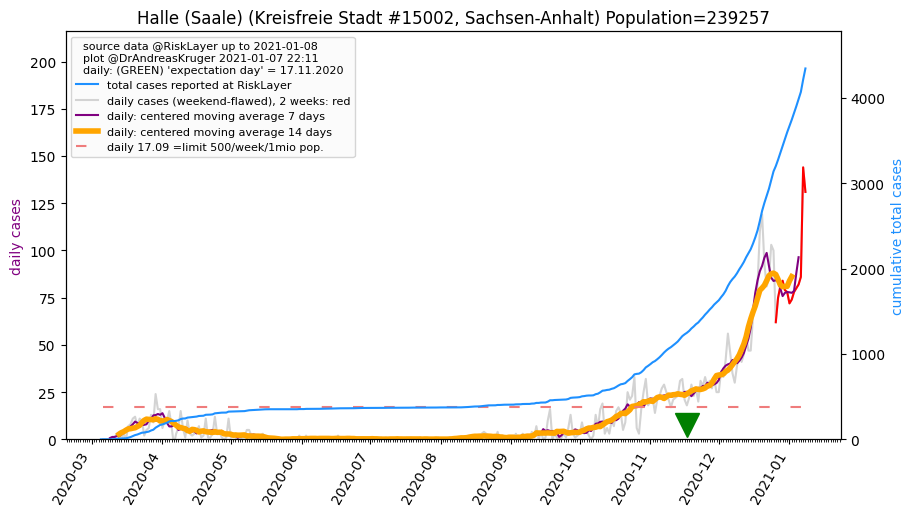 Halle (Saale) (Kreisfreie Stadt #15002, Sachsen-Anhalt) Population=239257
source data @RiskLayer up to 2021-01-08
plot @DrAndreasKruger 2021-01-07 22:11
daily: (GREEN) 'expectation day' = 17.11.2020
total cases reported at RiskLayer
daily cases (weekend-flawed), 2 weeks: red
daily: centered moving average 7 days
daily: centered moving average 14 days
daily 17.09 =limit 500/week/1mio pop.
daily cases
200
175
150
125
100
75
50
25
0
cumulative total cases
4000
3000
2000
1000
0
2020-03
2020-04
2020-05
2020-06
2020-07
2020-08
2020-09
2020-10
2020-11
2020-12
2021-01